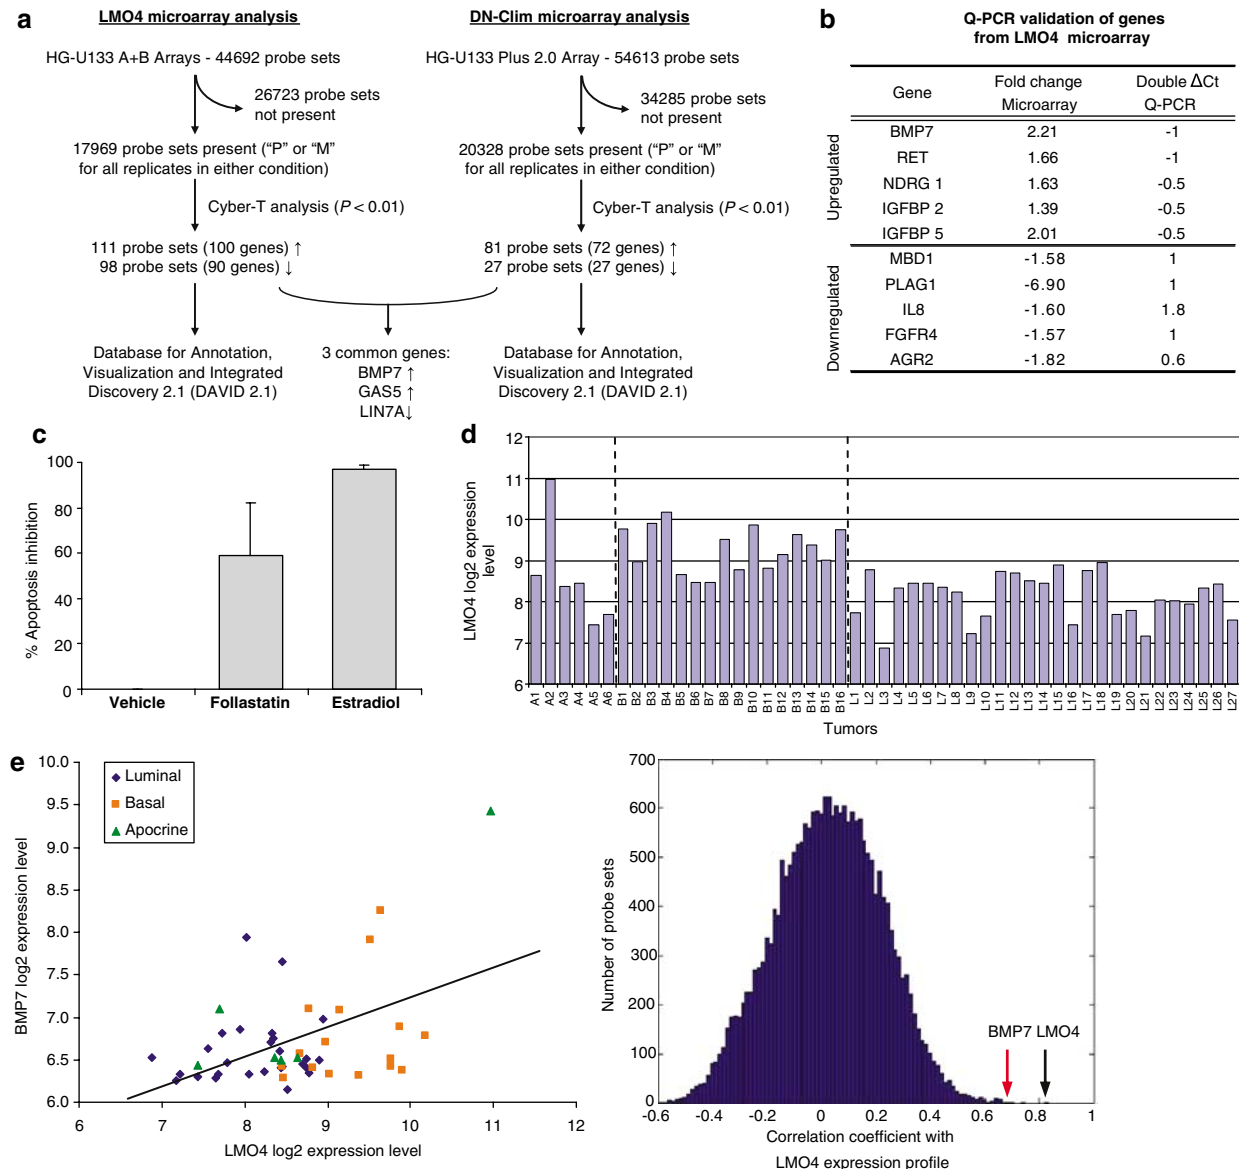 a
LMO4 microarray analysis
HG-U133 A+B Arrays - 44692 probe sets
26723 probe sets
not present
17969 probe sets present (“P” or “M”
for all replicates in either condition)
Cyber-T analysis (P < 0.01)
111 probe sets (100 genes) ↑
98 probe sets (90 genes) ↓
Database for Annotation,
Visualization and Integrated
Discovery 2.1 (DAVID 2.1)
3 common genes:
BMP7 ↑
GAS5 ↑
LIN7A↓
DN-Clim microarray analysis
HG-U133 Plus 2.0 Array - 54613 probe sets
34285 probe sets
not present
20328 probe sets present (“P” or “M”
for all replicates in either condition)
Cyber-T analysis (P < 0.01)
81 probe sets (72 genes) ↑
27 probe sets (27 genes) ↓
Database for Annotation,
Visualization and Integrated
Discovery 2.1 (DAVID 2.1)
b
Q-PCR validation of genes
from LMO4 microarray
Gene Fold change Double ΔCt
Microarray Q-PCR
Upregulated
BMP7 2.21 -1
RET 1.66 -1
NDRG 1 1.63 -0.5
IGFBP 2 1.39 -0.5
IGFBP 5 2.01 -0.5
Downregulated
MBD1 -1.58 1
PLAG1 -6.90 1
IL8 -1.60 1.8
FGFR4 -1.57 1
AGR2 -1.82 0.6
c
% Apoptosis inhibition
100
80
60
40
20
0
Vehicle Follastatin Estradiol
d
LMO4 log2 expression
level
12
11
10
9
8
7
6
A1 A2 A3 A4 A5 A6 B1 B2 B3 B4 B5 B6 B7 B8 B9 B10 B11 B12 B13 B14 B15 B16 L1 L2 L3 L4 L5 L6 L7 L8 L9 L10 L11 L12 L13 L14 L15 L16 L17 L18 L19 L20 L21 L22 L23 L24 L25 L26 L27
Tumors
e
BMP7 log2 expression level
10.0
9.5
9.0
8.5
8.0
7.5
7.0
6.5
6.0
Luminal
Basal
Apocrine
6 7 8 9 10 11 12
LMO4 log2 expression level
Number of probe sets
700
600
500
400
300
200
100
0
BMP7 LMO4
-0.6 -0.4 -0.2 0 0.2 0.4 0.6 0.8 1
Correlation coefficient with
LMO4 expression profile